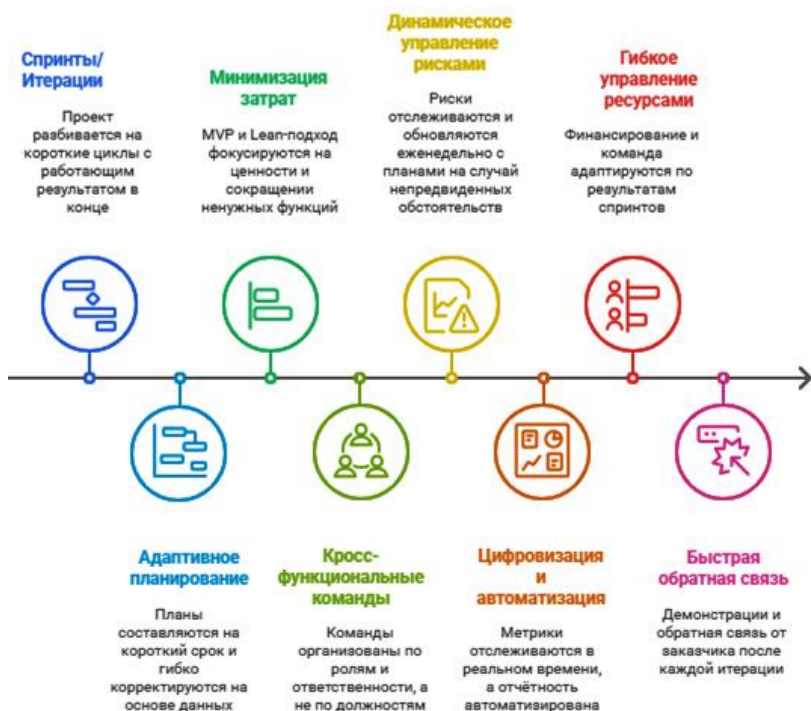 Спринты/
Итерации
Проект
разбивается на
короткие циклы с
работающим
результатом в
конце
Минимизация
затрат
MVP и Lean-подход
фокусируются на
ценности и
сокращении
ненужных функций
Динамическое
управление
рисками
Риски
отслеживаются и
обновляются
еженедельно с
планами на случай
непредвиденных
обстоятельств
Гибкое
управление
ресурсами
Финансирование и
команда
адаптируются по
результатам
спринтов
Адаптивное
планирование
Планы
составляются на
короткий срок и
гибко
корректируются на
основе данных
Кросс-
функциональные
команды
Команды
организованы по
ролям и
ответственности, а
не по должностям
Цифровизация
и
автоматизация
Метрики
отслеживаются в
реальном времени,
а отчётность
автоматизирована
Быстрая
обратная связь
Демонстрации и
обратная связь от
заказчика после
каждой итерации